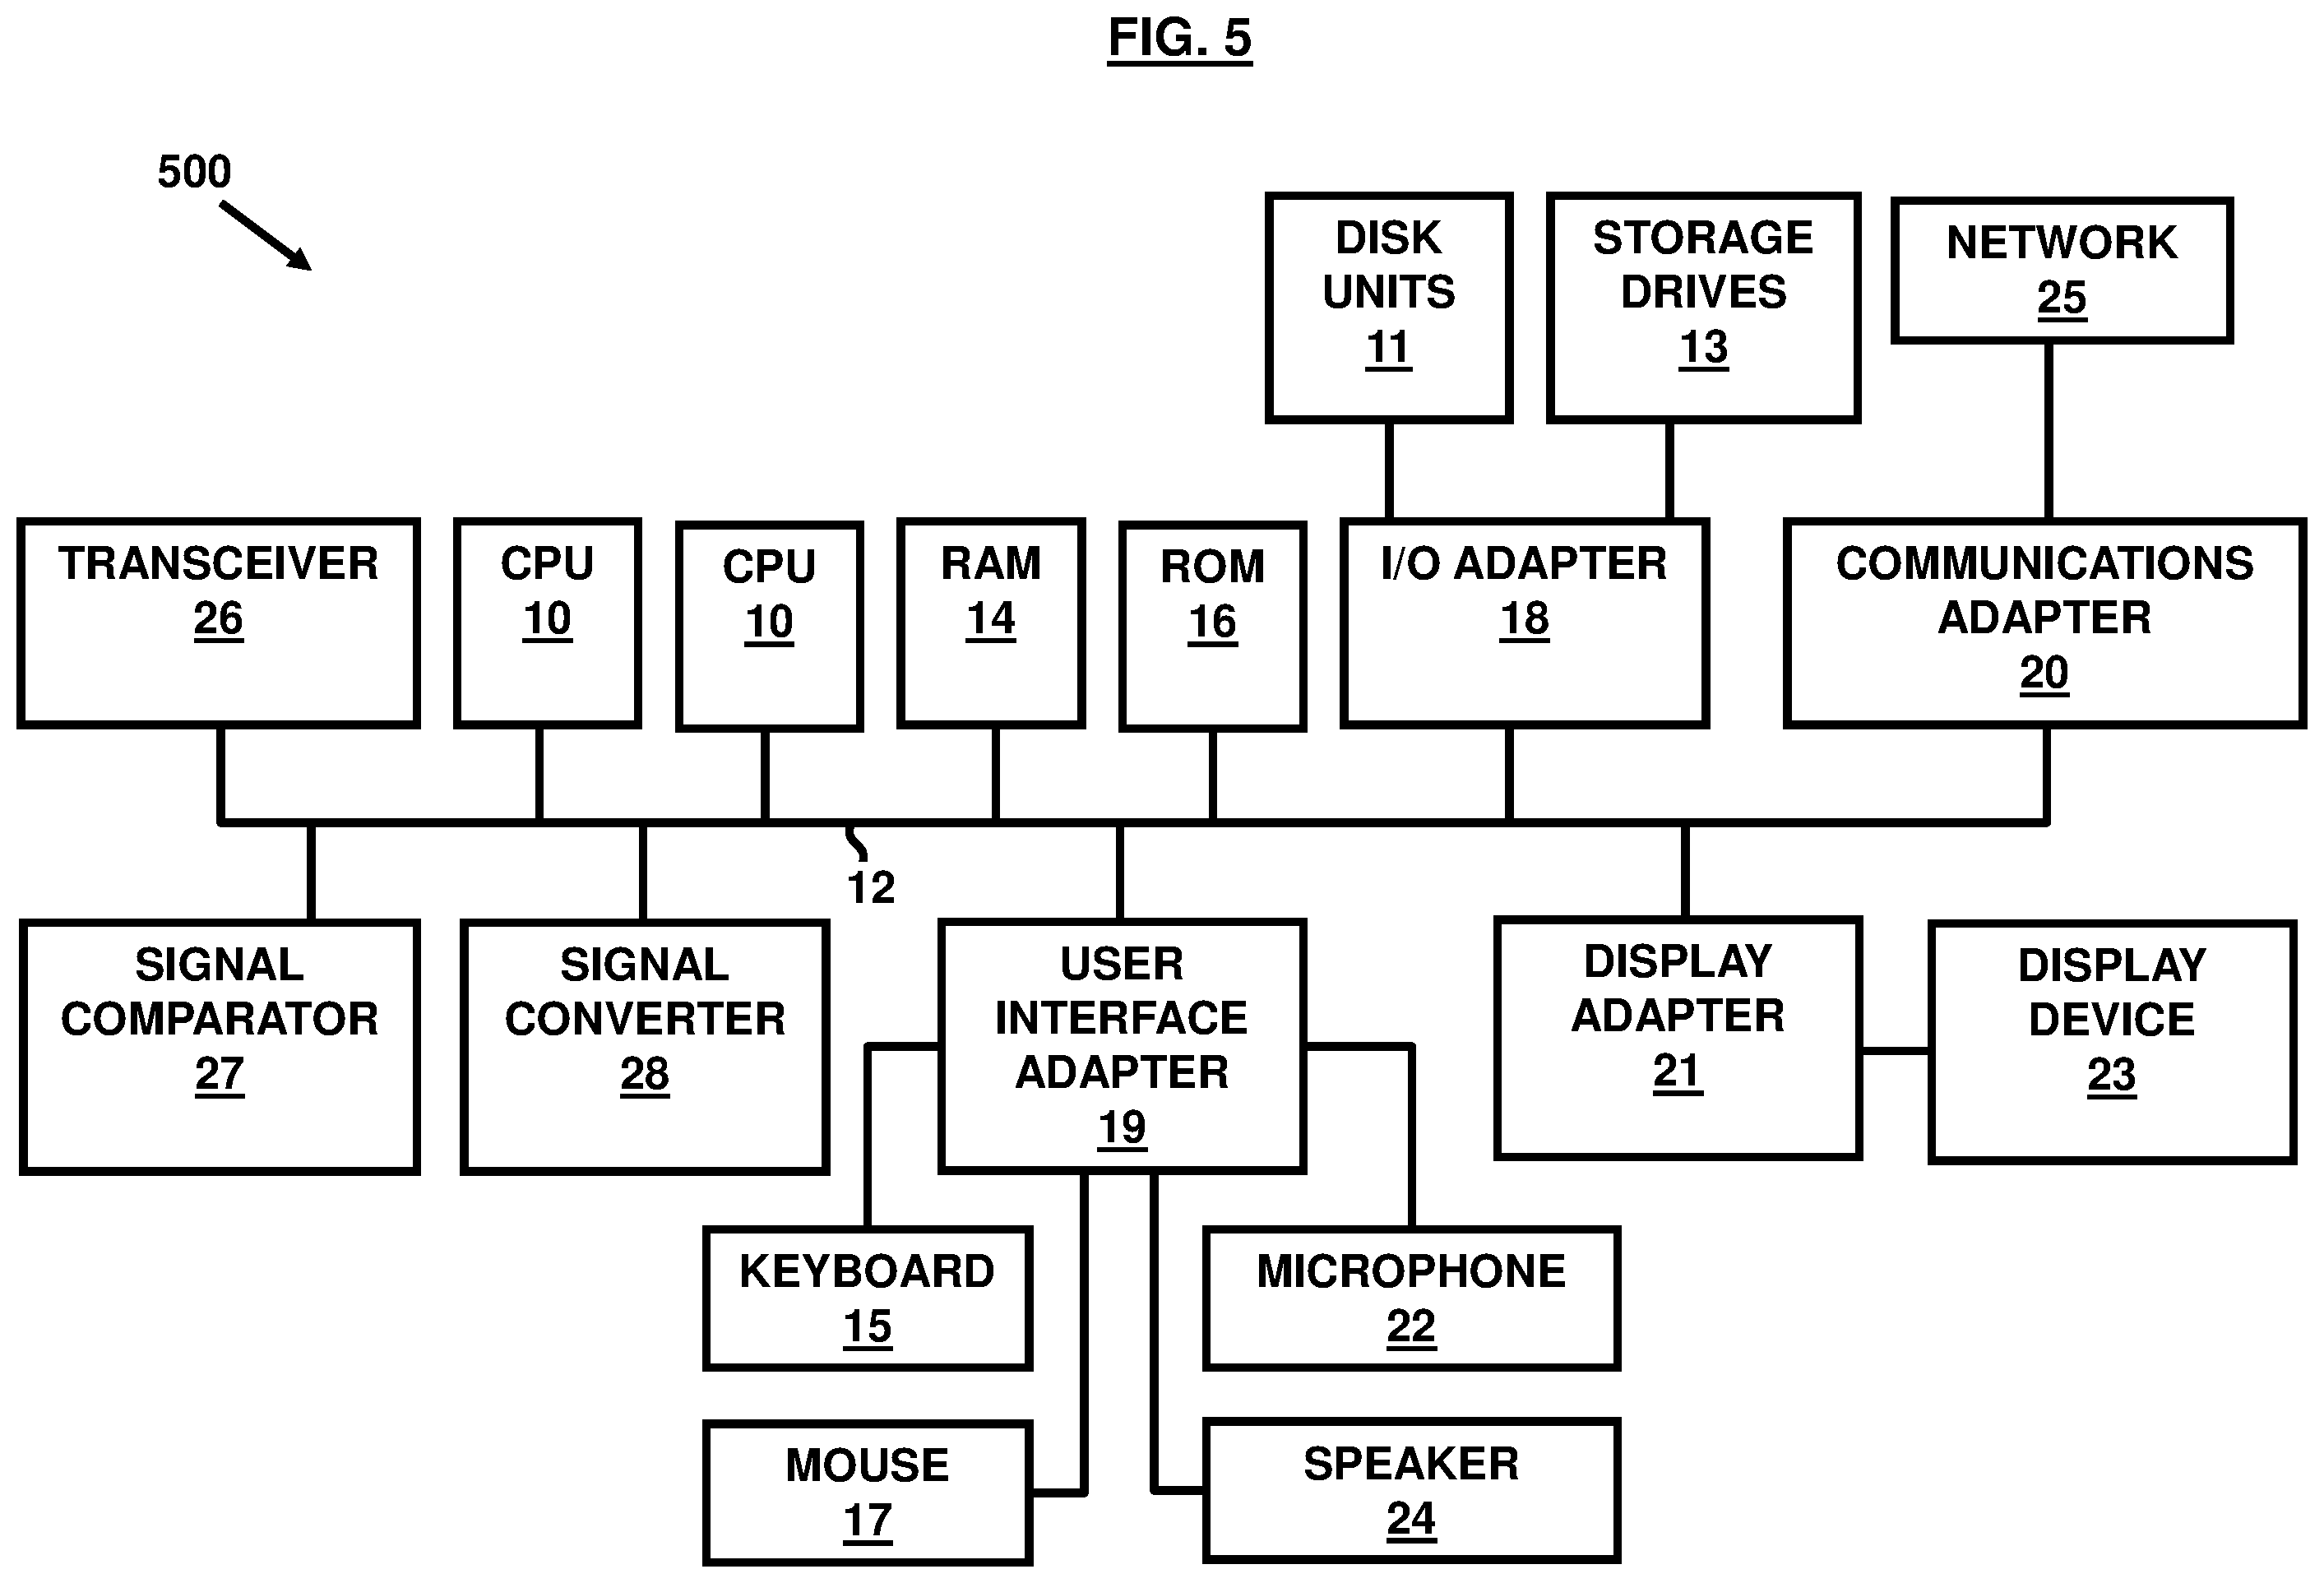 FIG. 5
500
DISK
UNITS
11
STORAGE
DRIVES
13
NETWORK
25
TRANSCEIVER
26
CPU
10
CPU
10
RAM
14
ROM
16
I/O ADAPTER
18
COMMUNICATIONS
ADAPTER
20
12
SIGNAL
COMPARATOR
27
SIGNAL
CONVERTER
28
USER
INTERFACE
ADAPTER
19
DISPLAY
ADAPTER
21
DISPLAY
DEVICE
23
KEYBOARD
15
MICROPHONE
22
MOUSE
17
SPEAKER
24